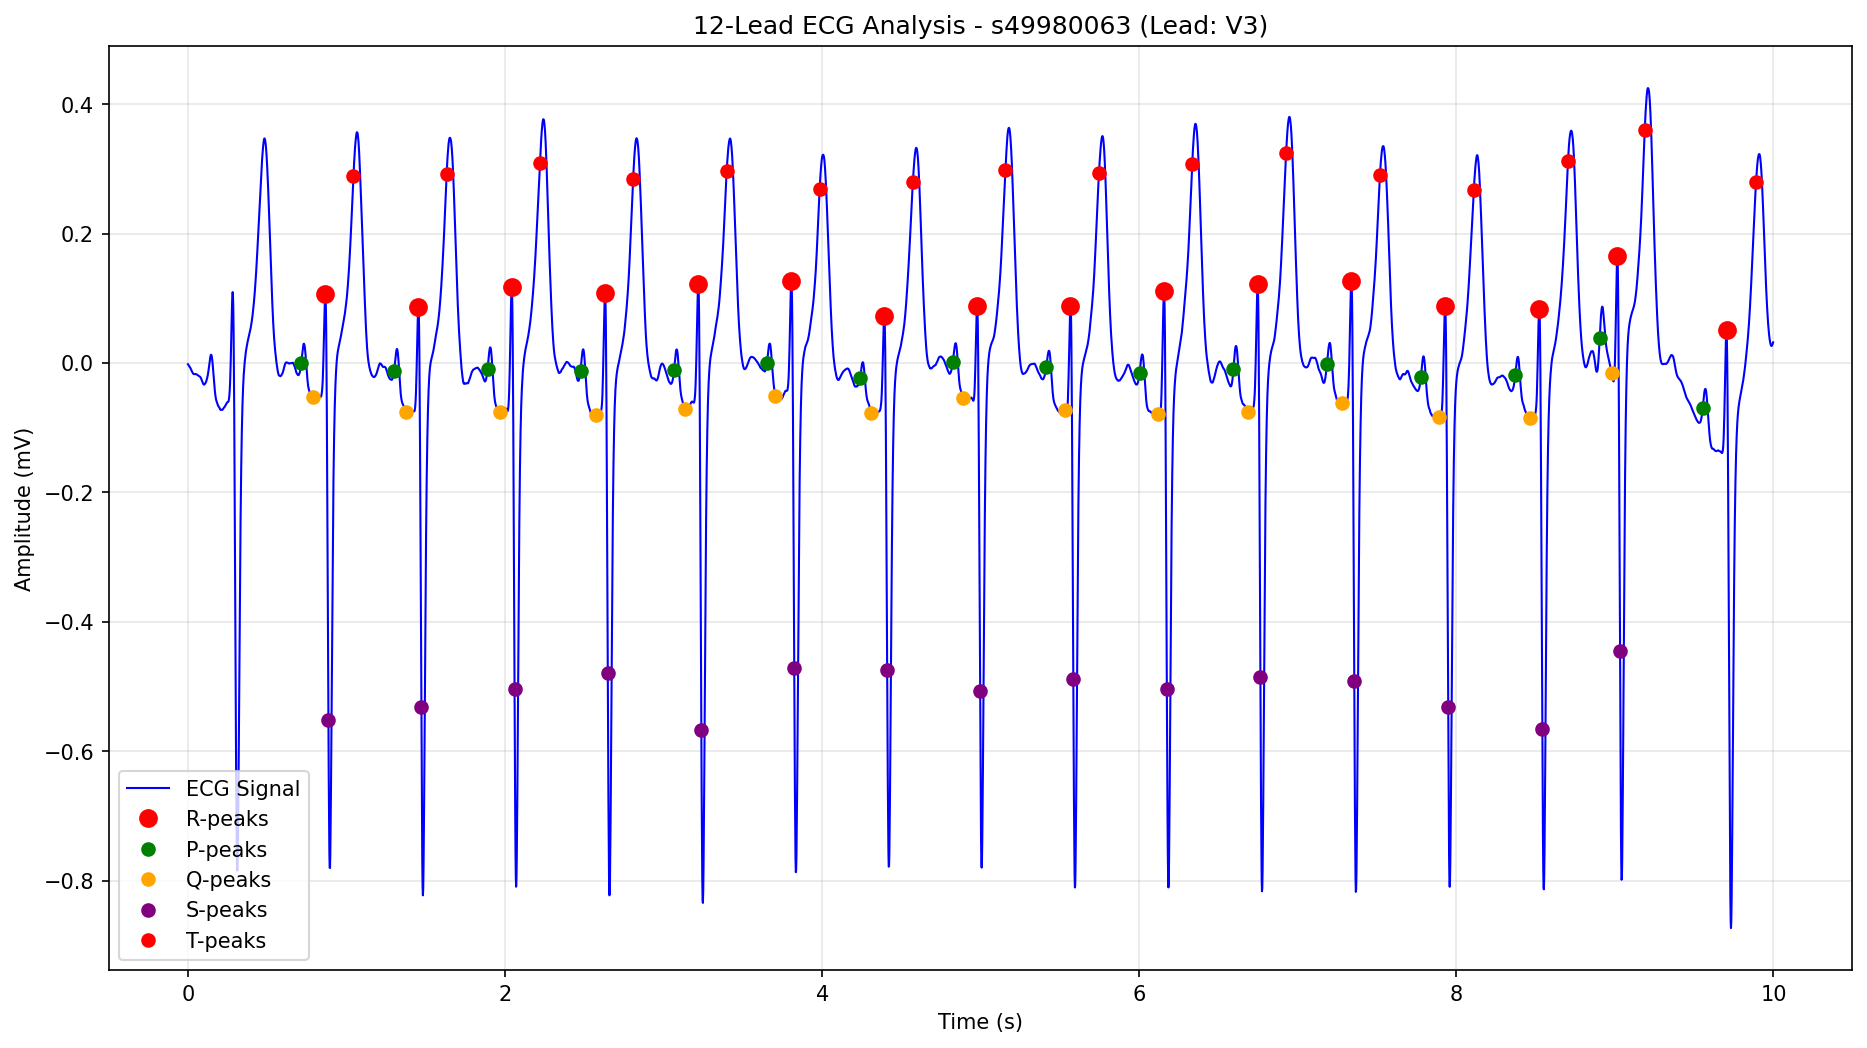 12-Lead ECG Analysis - s49980063 (Lead: V3)
0.4
0.2
0.0
−0.2
−0.4
−0.6
−0.8
Amplitude (mV)
ECG Signal
R-peaks
P-peaks
Q-peaks
S-peaks
T-peaks
0 2 4 6 8 10
Time (s)